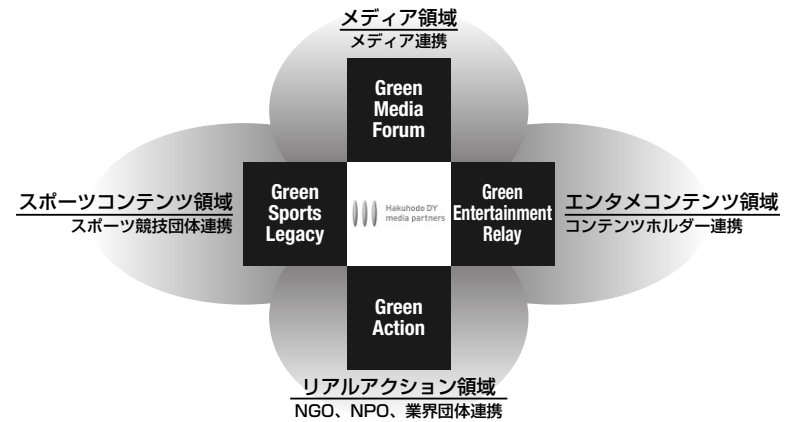 メディア領域
メディア連携
Green
Media
Forum
スポーツコンテンツ領域
スポーツ競技団体連携
Green
Sports
Legacy
Hakuhodo DY
media partners
Green
Entertainment
Relay
エンタメコンテンツ領域
コンテンツホルダー連携
Green
Action
リアルアクション領域
NGO、NPO、業界団体連携